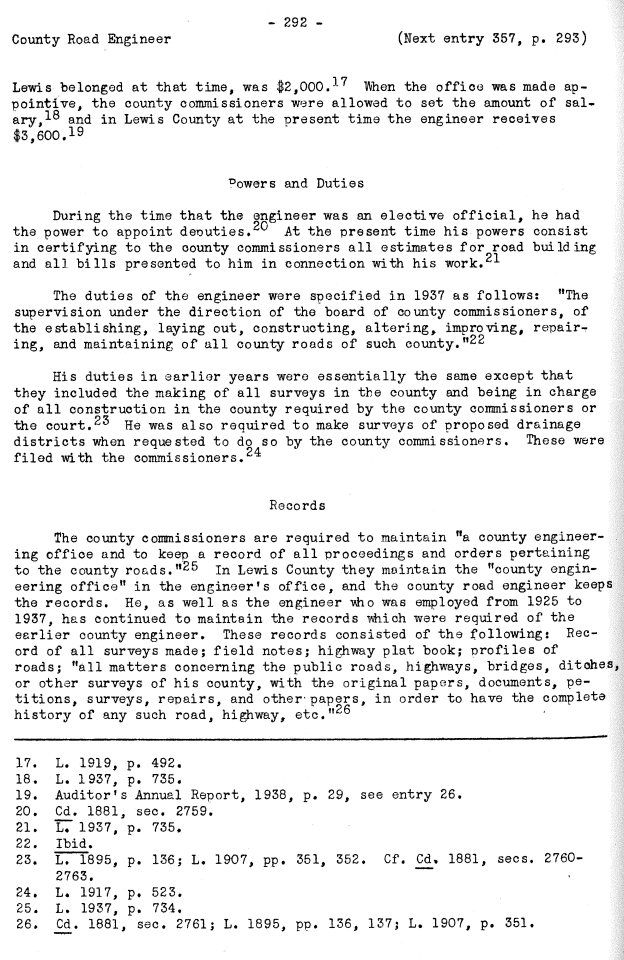 - 292 -
County Road Engineer (Next entry 357, p. 293)
Lewis belonged at that time, was $2,000.17 When the office was made ap-
pointive, the county commissioners were allowed to set the amount of sal-
ary,18 and in Lewis County at the present time the engineer receives
$3,600.19
Powers and Duties
During the time that the engineer was an elective official, he had
the power to appoint deputies.20 At the present time his powers consist
in certifying to the county commissioners all estimates for road building
and all bills presented to him in connection with his work.21
The duties of the engineer were specified in 1937 as follows: "The
supervision under the direction of the board of county commissioners, of
the establishing, laying out, constructing, altering, improving, repair-
ing, and maintaining of all county roads of such county."22
His duties in earlier years were essentially the same except that
they included the making of all surveys in the county and being in charge
of all construction in the county required by the county commissioners or
the court.23 He was also required to make surveys of proposed drainage
districts when requested to do so by the county commissioners. These were
filed with the commissioners.24
Records
The county commissioners are required to maintain "a county engineer-
ing office and to keep a record of all proceedings and orders pertaining
to the county roads."25 In Lewis County they maintain the "county engin-
eering office" in the engineer's office, and the county road engineer keeps
the records. He, as well as the engineer who was employed from 1925 to
1937, has continued to maintain the records which were required of the
earlier county engineer. These records consisted of the following: Rec-
ord of all surveys made; field notes; highway plat book; profiles of
roads; "all matters concerning the public roads, highways, bridges, ditches,
or other surveys of his county, with the original papers, documents, pe-
titions, surveys, repairs, and other papers, in order to have the complete
history of any such road, highway, etc."26
17. L. 1919, p. 492.
18. L. 1937, p. 735.
19. Auditor's Annual Report, 1938, p. 29, see entry 26.
20. Cd. 1881, sec. 2759.
21. L. 1937, p. 735.
22. Ibid.
23. L. 1895, p. 136; L. 1907, pp. 351, 352. Cf. Cd. 1881, secs. 2760-
2763.
24. L. 1917, p. 523.
25. L. 1937, p. 734.
26. Cd. 1881, sec. 2761; L. 1895, pp. 136, 137; L. 1907, p. 351.